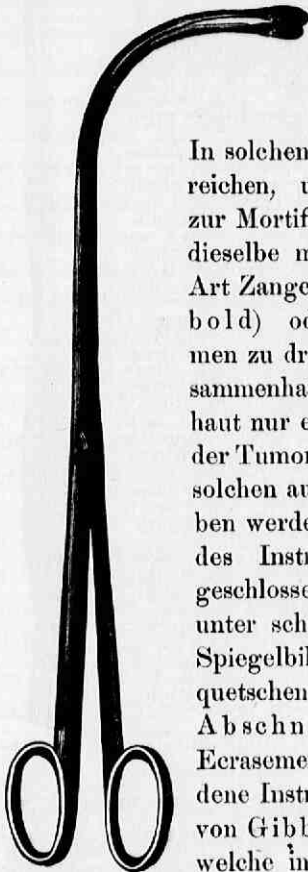 In solchen
reichen, u
zur Mortif
dieselbe m
Art Zange
bold) od
men zu dr
sammenha
haut nur e
der Tumor
solchen au
ben werde
des Instr
geschlosse
unter sch
Spiegelbil
quetschen
Abschn
Ecraseme
dene Instr
von Gibb
welche in